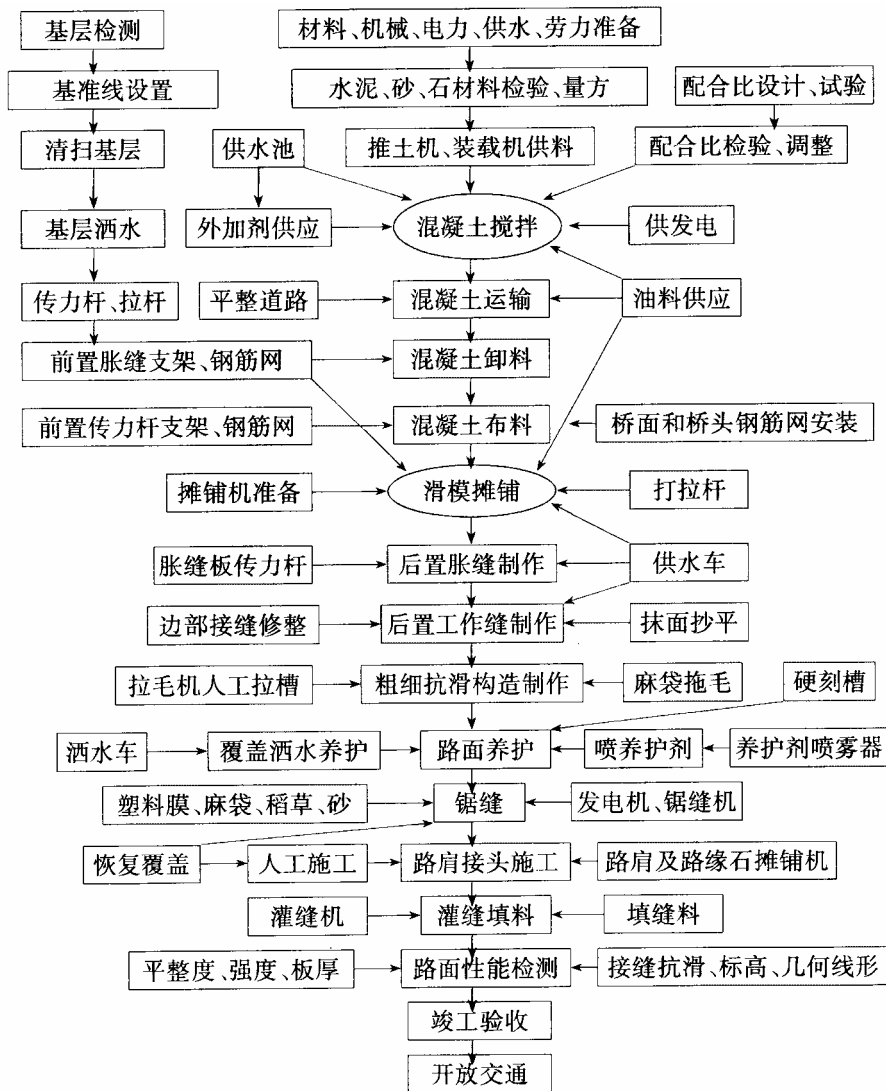 基层检测
材料、机械、电力、供水、劳力准备
基准线设置
水泥、砂、石材料检验、量方
配合比设计、试验
清扫基层
供水池
推土机、装载机供料
配合比检验、调整
基层洒水
外加剂供应
混凝土搅拌
供发电
传力杆、拉杆
平整道路
混凝土运输
油料供应
前置胀缝支架、钢筋网
混凝土卸料
前置传力杆支架、钢筋网
混凝土布料
桥面和桥头钢筋网安装
摊铺机准备
滑模摊铺
打拉杆
胀缝板传力杆
后置胀缝制作
供水车
边部接缝修整
后置工作缝制作
抹面抄平
拉毛机人工拉槽
粗细抗滑构造制作
麻袋拖毛
硬刻槽
洒水车
覆盖洒水养护
路面养护
喷养护剂
养护剂喷雾器
塑料膜、麻袋、稻草、砂
锯缝
发电机、锯缝机
恢复覆盖
人工施工
路肩接头施工
路肩及路缘石摊铺机
灌缝机
灌缝填料
填缝料
平整度、强度、板厚
路面性能检测
接缝抗滑、标高、几何线形
竣工验收
开放交通